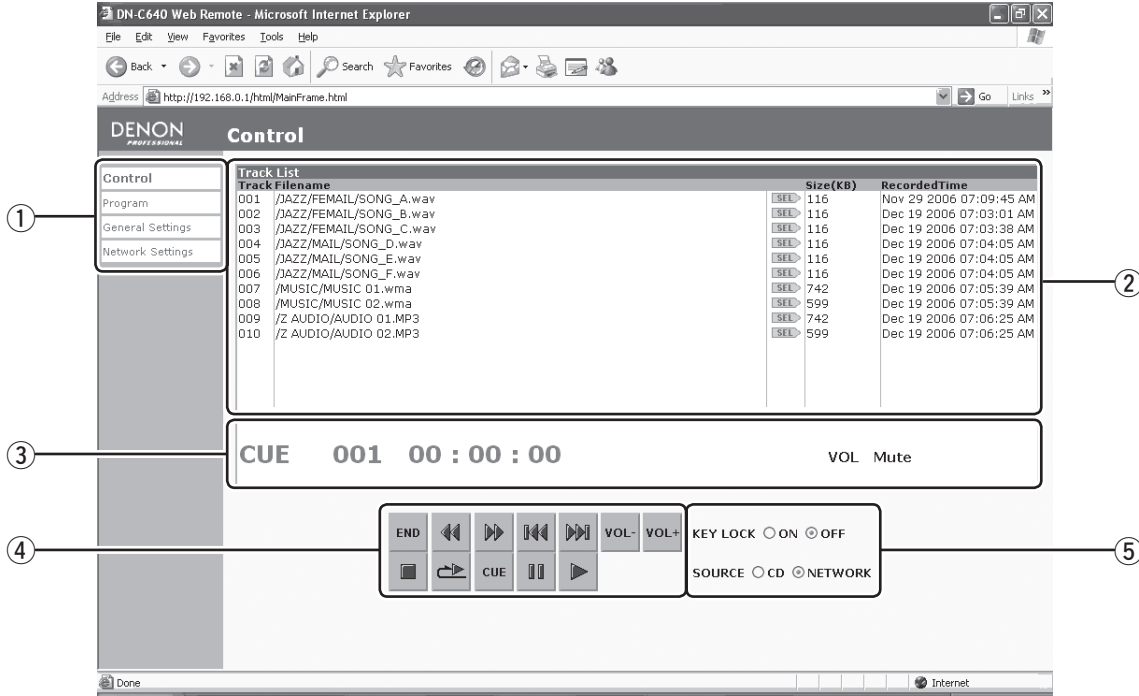 DN-C640 Web Remote - Microsoft Internet Explorer
File Edit View Favorites Tools Help
Back Search Favorites
Address http://192.168.0.1/html/MainFrame.html Go Links »
DENON PROFESSIONAL
Control
① Control
Program
General Settings
Network Settings
② Track List
Track Filename Size(KB) RecordedTime
001 /JAZZ/FEMAIL/SONG_A.wav SEL 116 Nov 29 2006 07:09:45 AM
002 /JAZZ/FEMAIL/SONG_B.wav SEL 116 Dec 19 2006 07:03:01 AM
003 /JAZZ/FEMAIL/SONG_C.wav SEL 116 Dec 19 2006 07:03:38 AM
004 /JAZZ/MAIL/SONG_D.wav SEL 116 Dec 19 2006 07:04:05 AM
005 /JAZZ/MAIL/SONG_E.wav SEL 116 Dec 19 2006 07:04:05 AM
006 /JAZZ/MAIL/SONG_F.wav SEL 116 Dec 19 2006 07:04:05 AM
007 /MUSIC/MUSIC 01.wma SEL 742 Dec 19 2006 07:05:39 AM
008 /MUSIC/MUSIC 02.wma SEL 599 Dec 19 2006 07:05:39 AM
009 /Z AUDIO/AUDIO 01.MP3 SEL 742 Dec 19 2006 07:06:25 AM
010 /Z AUDIO/AUDIO 02.MP3 SEL 599 Dec 19 2006 07:06:25 AM
③ CUE 001 00 : 00 : 00 VOL Mute
④ END VOL- VOL+ KEY LOCK ON OFF ⑤
CUE SOURCE CD NETWORK
Done Internet